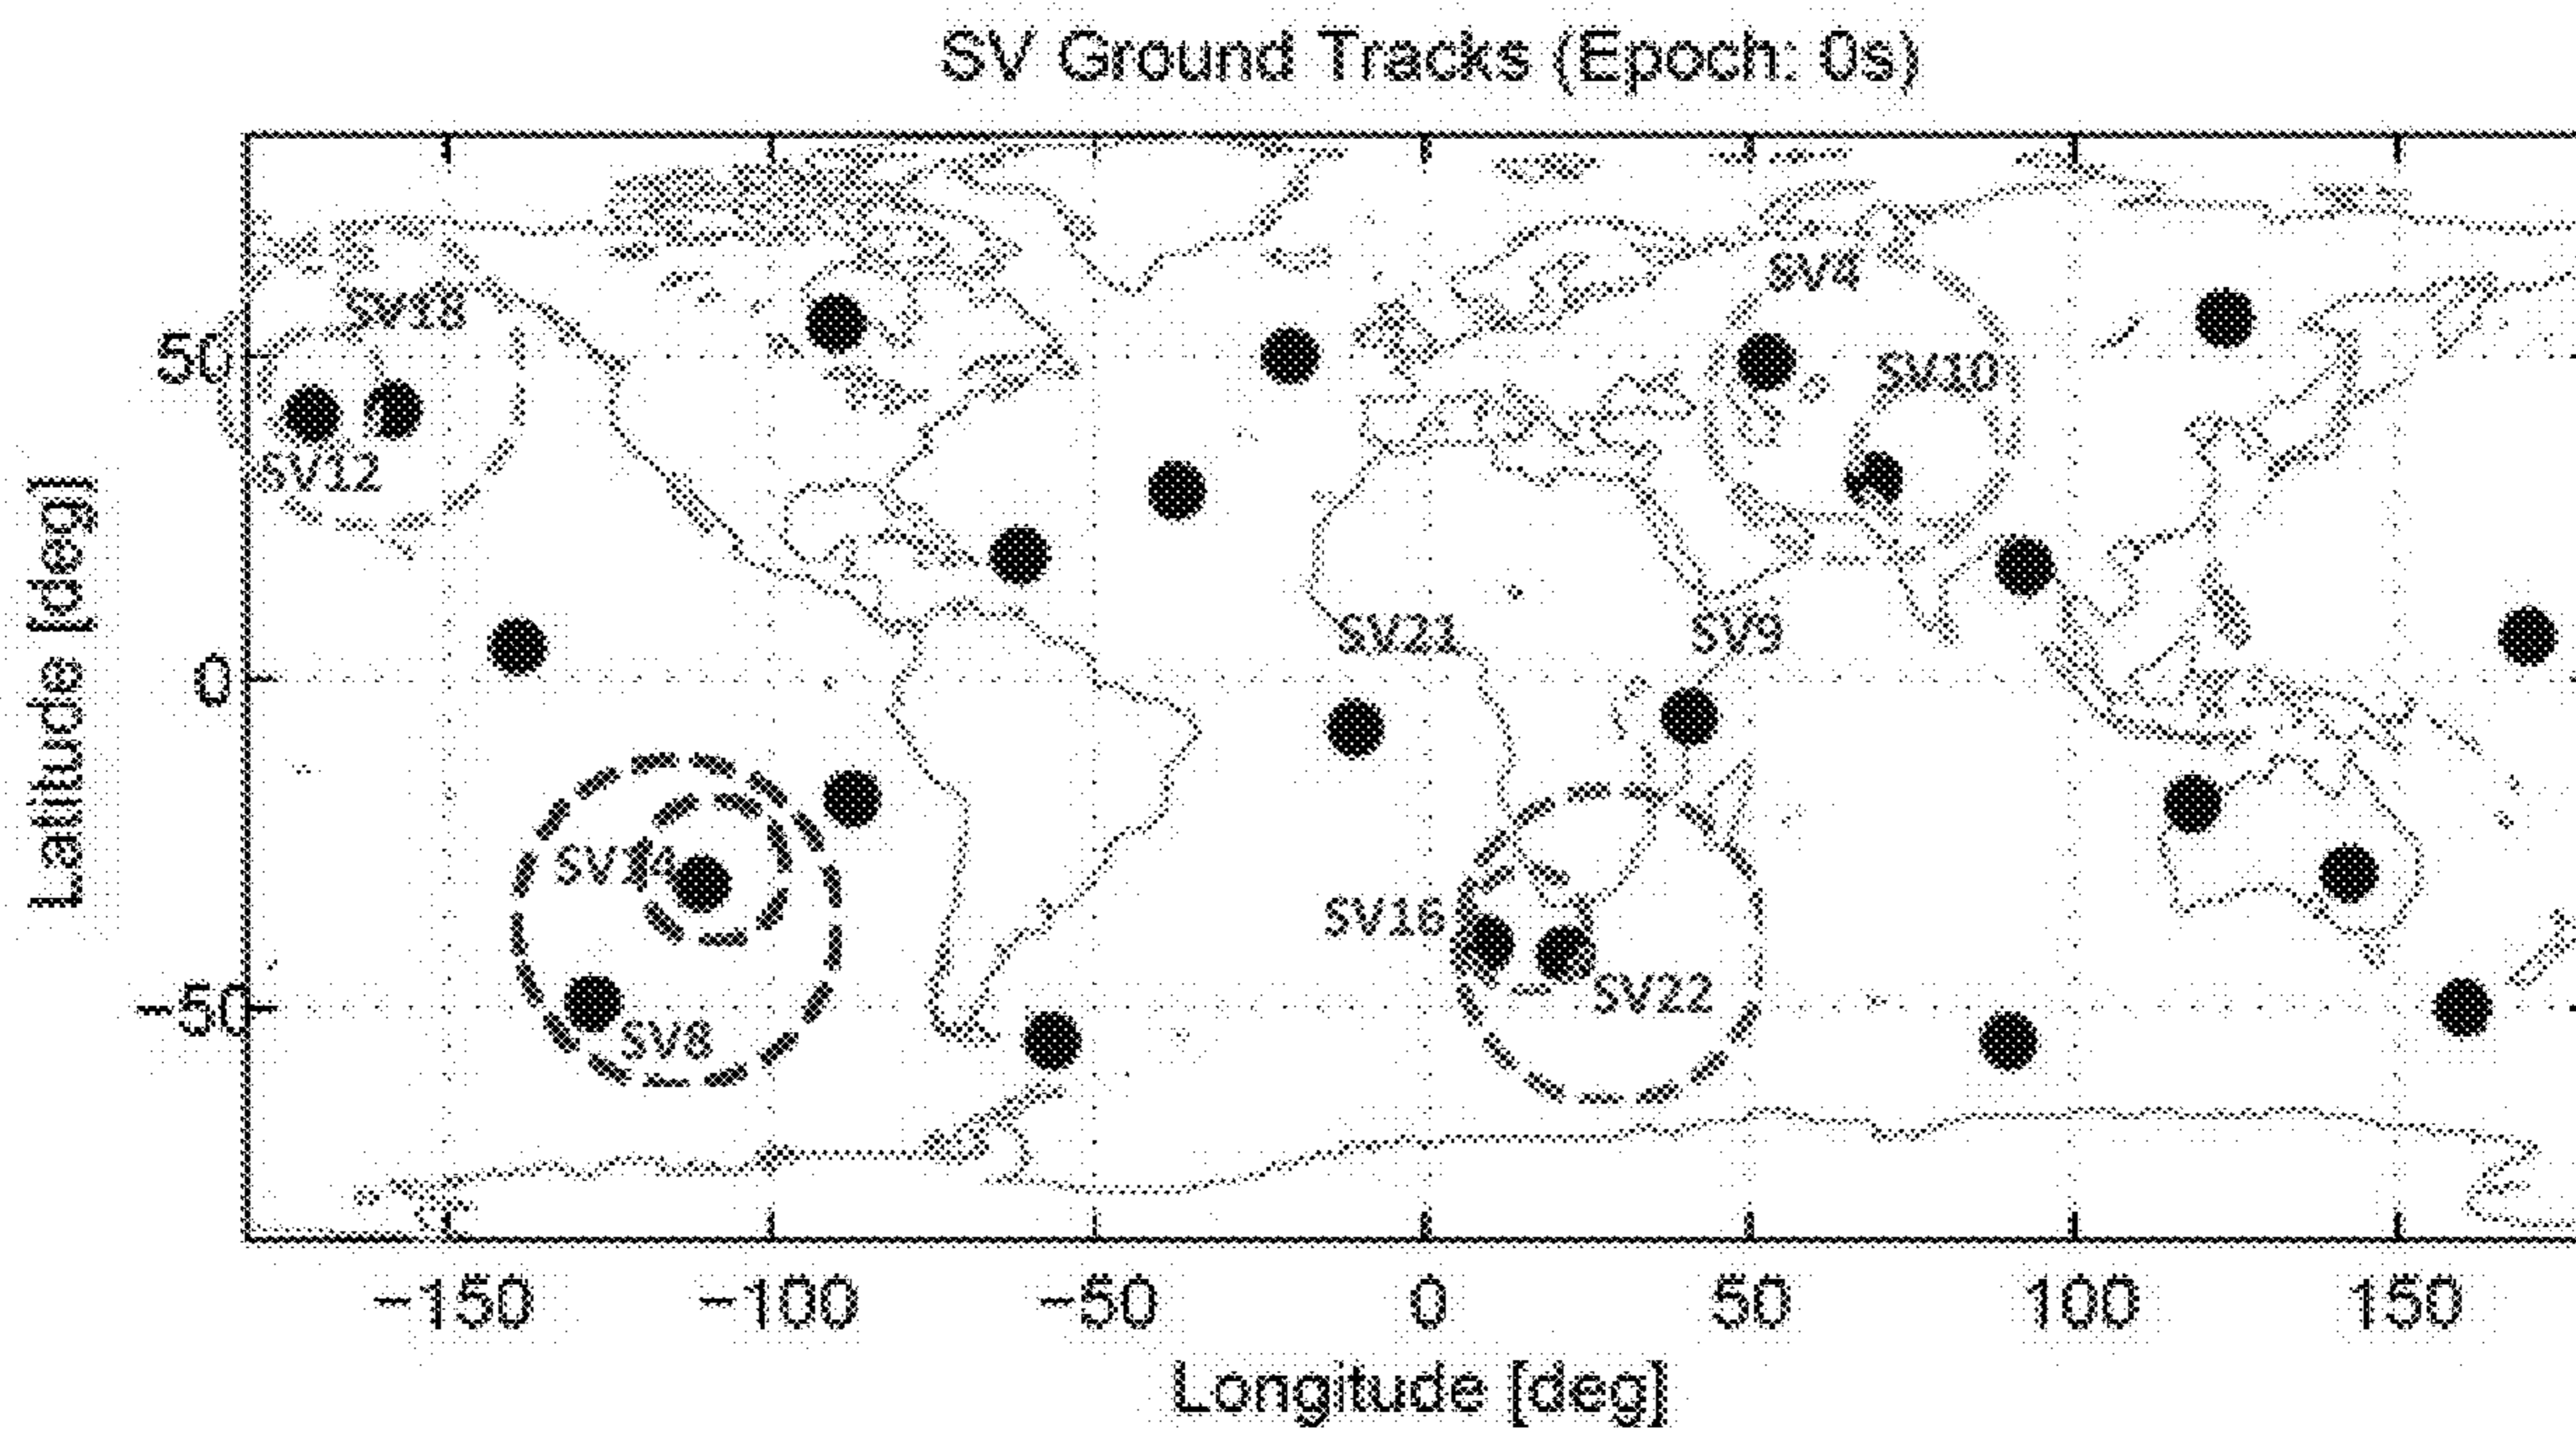 SV Ground Tracks (Epoch: 0s)
SV4
SV18
50
SV10
SV12
SV21
SV9
0
Latitude [deg]
SV14
SV16
SV22
-50
SV8
-150
-100
-50
0
50
100
150
Longitude [deg]